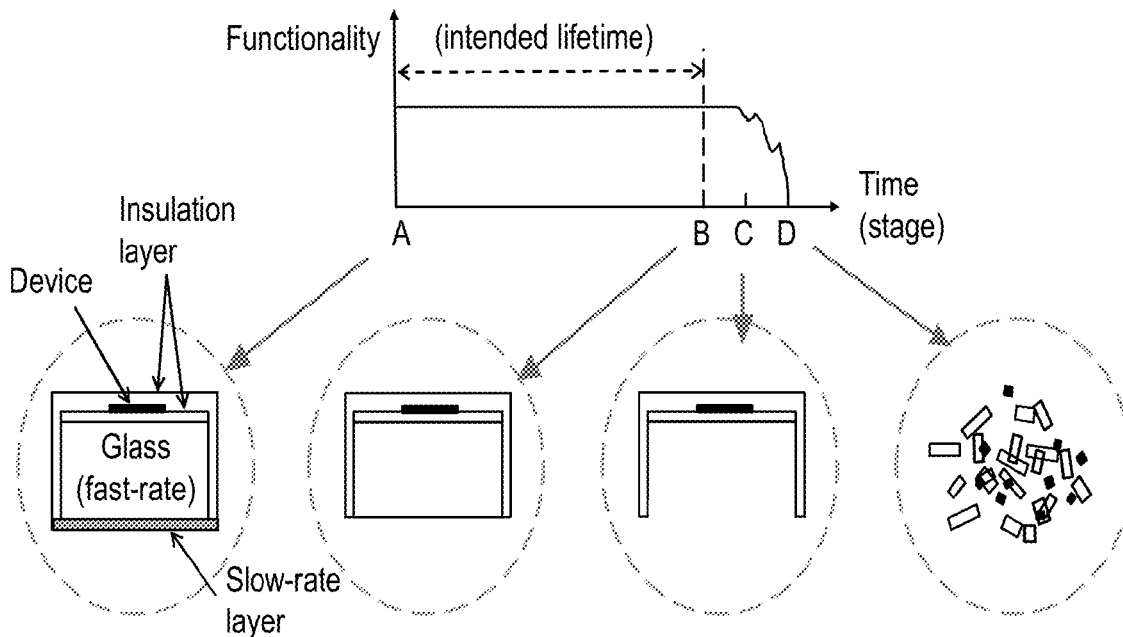 Functionality
(intended lifetime)
Time
(stage)
A
B
C
D
Insulation
layer
Device
Glass
(fast-rate)
Slow-rate
layer